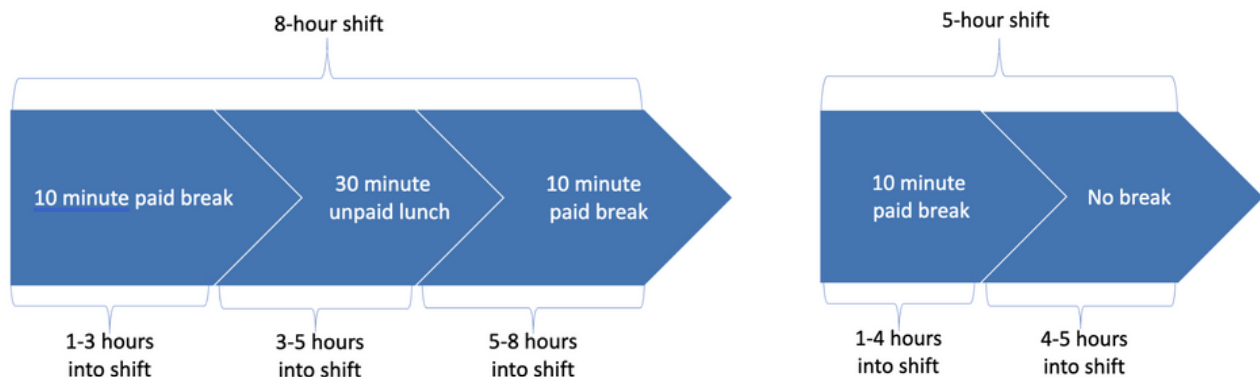 8-hour shift
10 minute paid break
30 minute
unpaid lunch
10 minute
paid break
1-3 hours
into shift
3-5 hours
into shift
5-8 hours
into shift
5-hour shift
10 minute
paid break
No break
1-4 hours
into shift
4-5 hours
into shift